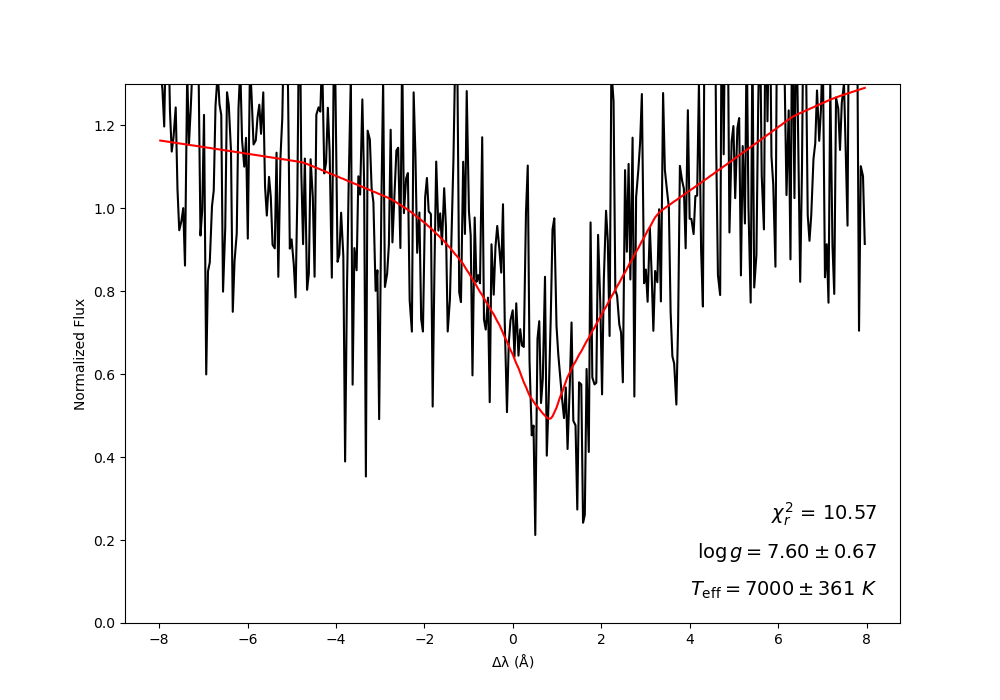 1.2
1.0
0.8
0.6
0.4
0.2
0.0
Normalized Flux
χ²ᵣ = 10.57
log g = 7.60 ± 0.67
T_eff = 7000 ± 361 K
−8 −6 −4 −2 0 2 4 6 8
Δλ (Å)